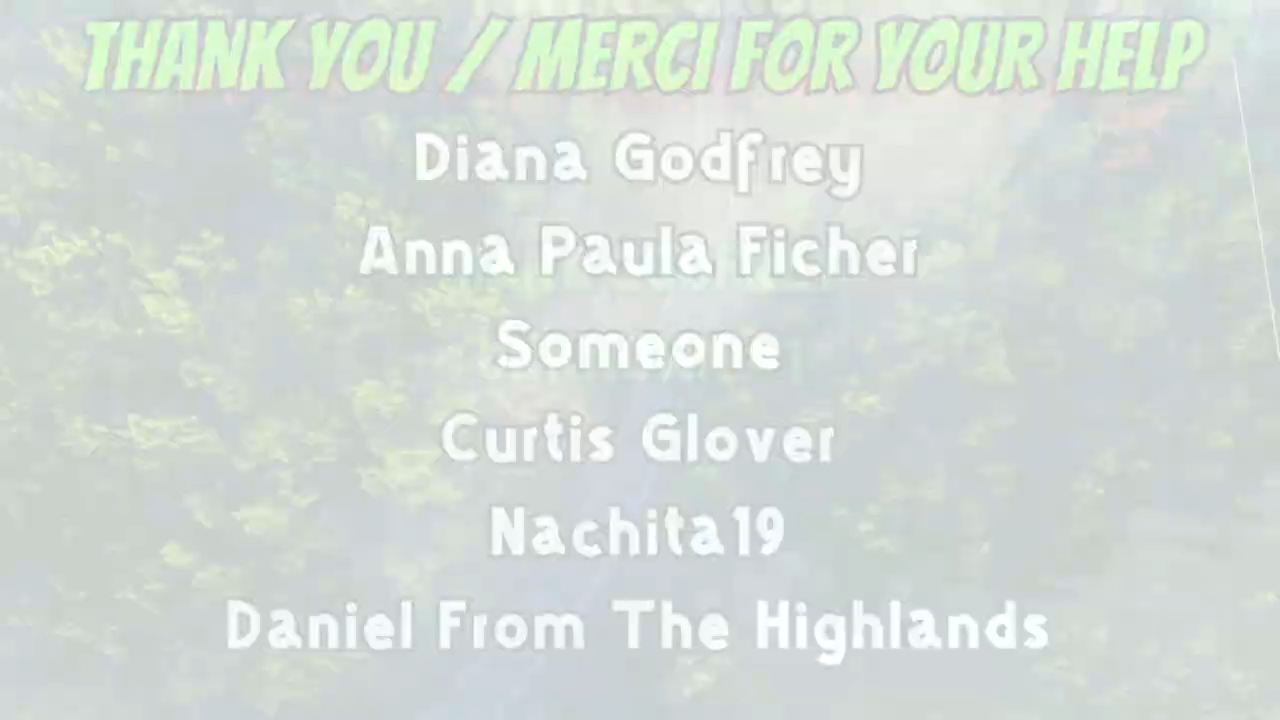 THANK YOU / MERCI FOR YOUR HELP
Diana Godfrey
Anna Paula Ficher
Someone
Curtis Glover
Nachita19
Daniel From The Highlands